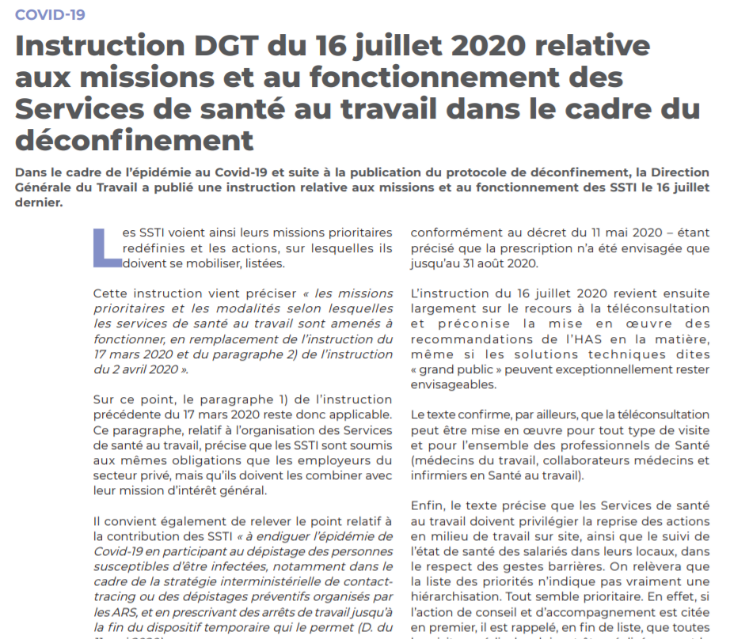 COVID-19
Instruction DGT du 16 juillet 2020 relative
aux missions et au fonctionnement des
Services de santé au travail dans le cadre du
déconfinement
Dans le cadre de l'épidémie au Covid-19 et suite à la publication du protocole de déconfinement, la Direction
Générale du Travail a publié une instruction relative aux missions et au fonctionnement des SSTI le 16 juillet
dernier.
Les SSTI voient ainsi leurs missions prioritaires
redéfinies et les actions, sur lesquelles ils
doivent se mobiliser, listées.
Cette instruction vient préciser « les missions
prioritaires et les modalités selon lesquelles
les services de santé au travail sont amenés à
fonctionner, en remplacement de l'instruction du
17 mars 2020 et du paragraphe 2) de l'instruction
du 2 avril 2020 ».
Sur ce point, le paragraphe 1) de l'instruction
précédente du 17 mars 2020 reste donc applicable.
Ce paragraphe, relatif à l'organisation des Services
de santé au travail, précise que les SSTI sont soumis
aux mêmes obligations que les employeurs du
secteur privé, mais qu'ils doivent les combiner avec
leur mission d'intérêt général.
Il convient également de relever le point relatif à
la contribution des SSTI « à endiguer l'épidémie de
Covid-19 en participant au dépistage des personnes
susceptibles d'être infectées, notamment dans le
cadre de la stratégie interministérielle de contact-
tracing ou des dépistages préventifs organisés par
les ARS, et en prescrivant des arrêts de travail jusqu'à
la fin du dispositif temporaire qui le permet (D. du
conformément au décret du 11 mai 2020 – étant
précisé que la prescription n'a été envisagée que
jusqu'au 31 août 2020.
L'instruction du 16 juillet 2020 revient ensuite
largement sur le recours à la téléconsultation
et préconise la mise en œuvre des
recommandations de l'HAS en la matière,
même si les solutions techniques dites
« grand public » peuvent exceptionnellement rester
envisageables.
Le texte confirme, par ailleurs, que la téléconsultation
peut être mise en œuvre pour tout type de visite
et pour l'ensemble des professionnels de Santé
(médecins du travail, collaborateurs médecins et
infirmiers en Santé au travail).
Enfin, le texte précise que les Services de santé
au travail doivent privilégier la reprise des actions
en milieu de travail sur site, ainsi que le suivi de
l'état de santé des salariés dans leurs locaux, dans
le respect des gestes barrières. On relèvera que
la liste des priorités n'indique pas vraiment une
hiérarchisation. Tout semble prioritaire. En effet, si
l'action de conseil et d'accompagnement est citée
en premier, il est rappelé, en fin de liste, que toutes